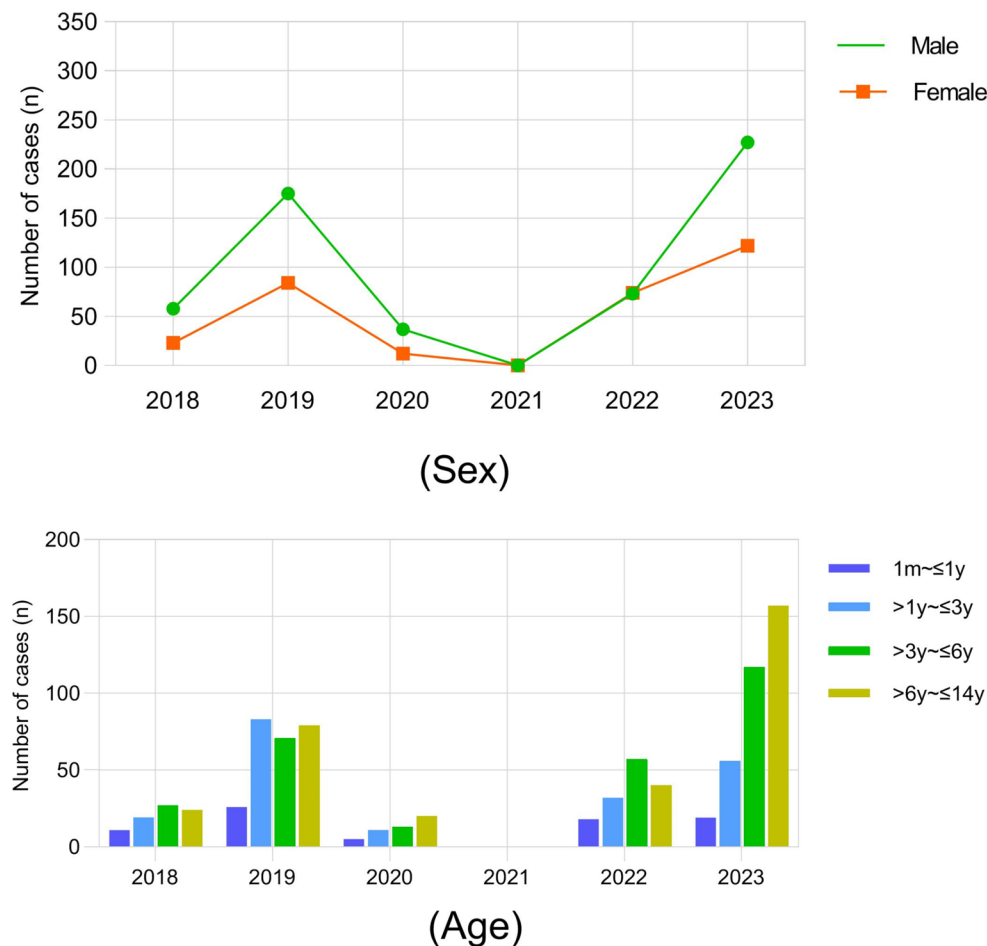 350
300
250
200
150
100
50
0
Number of cases (n)
2018 2019 2020 2021 2022 2023
Male
Female
(Sex)
200
150
100
50
0
Number of cases (n)
2018 2019 2020 2021 2022 2023
1m~≤1y
>1y~≤3y
>3y~≤6y
>6y~≤14y
(Age)